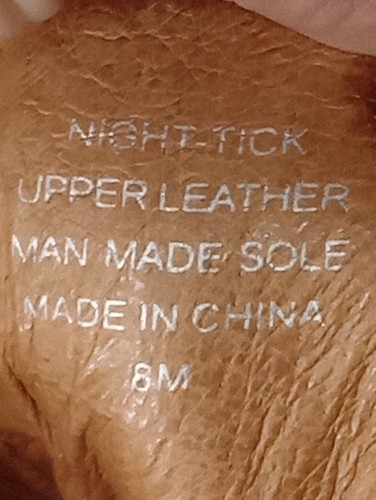 NIGHT-TICK
UPPER LEATHER
MAN MADE SOLE
MADE IN CHINA
8M